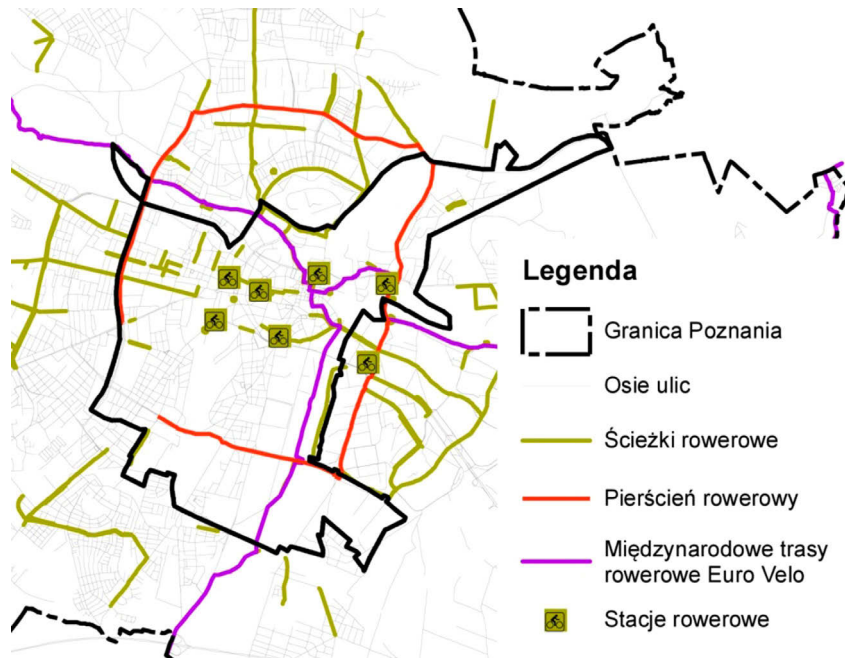 Legenda
Granica Poznania
Osie ulic
Ścieżki rowerowe
Pierścień rowerowy
Międzynarodowe trasy
rowerowe Euro Velo
Stacje rowerowe